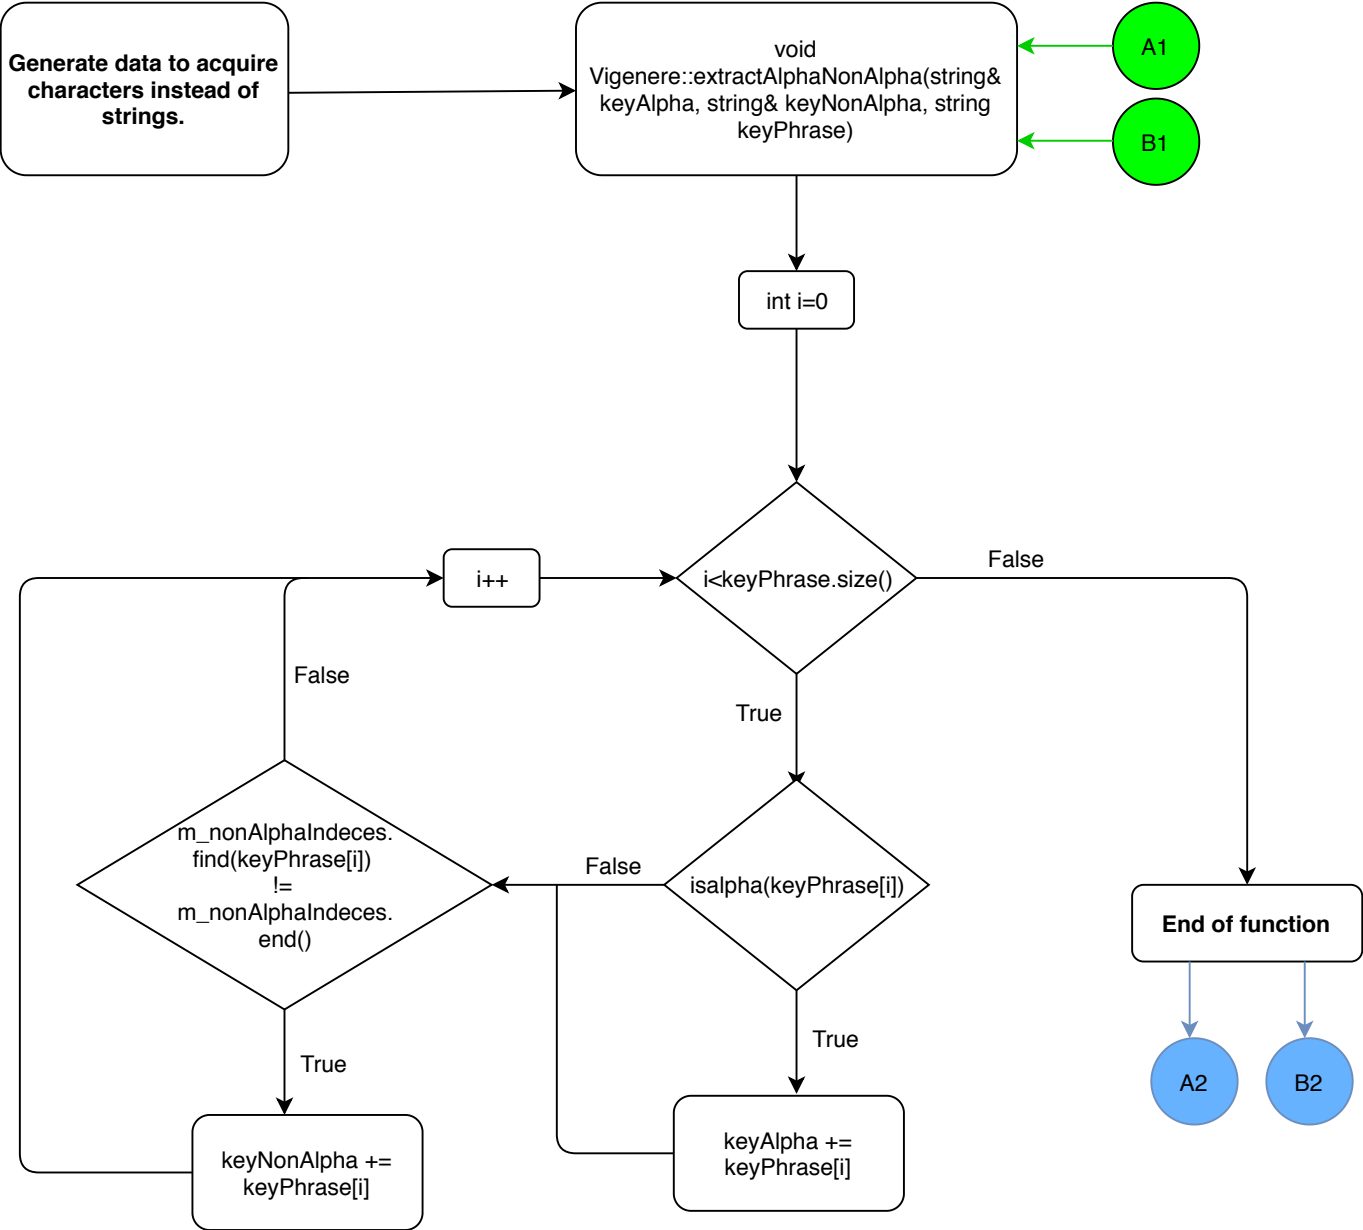 Generate data to acquire
characters instead of
strings.
void
Vigenere::extractAlphaNonAlpha(string&
keyAlpha, string& keyNonAlpha, string
keyPhrase)
A1
B1
int i=0
i++
i<keyPhrase.size()
False
False
True
m_nonAlphaIndeces.
find(keyPhrase[i])
!=
m_nonAlphaIndeces.
end()
False
isalpha(keyPhrase[i])
End of function
True
True
A2
B2
keyNonAlpha +=
keyPhrase[i]
keyAlpha +=
keyPhrase[i]